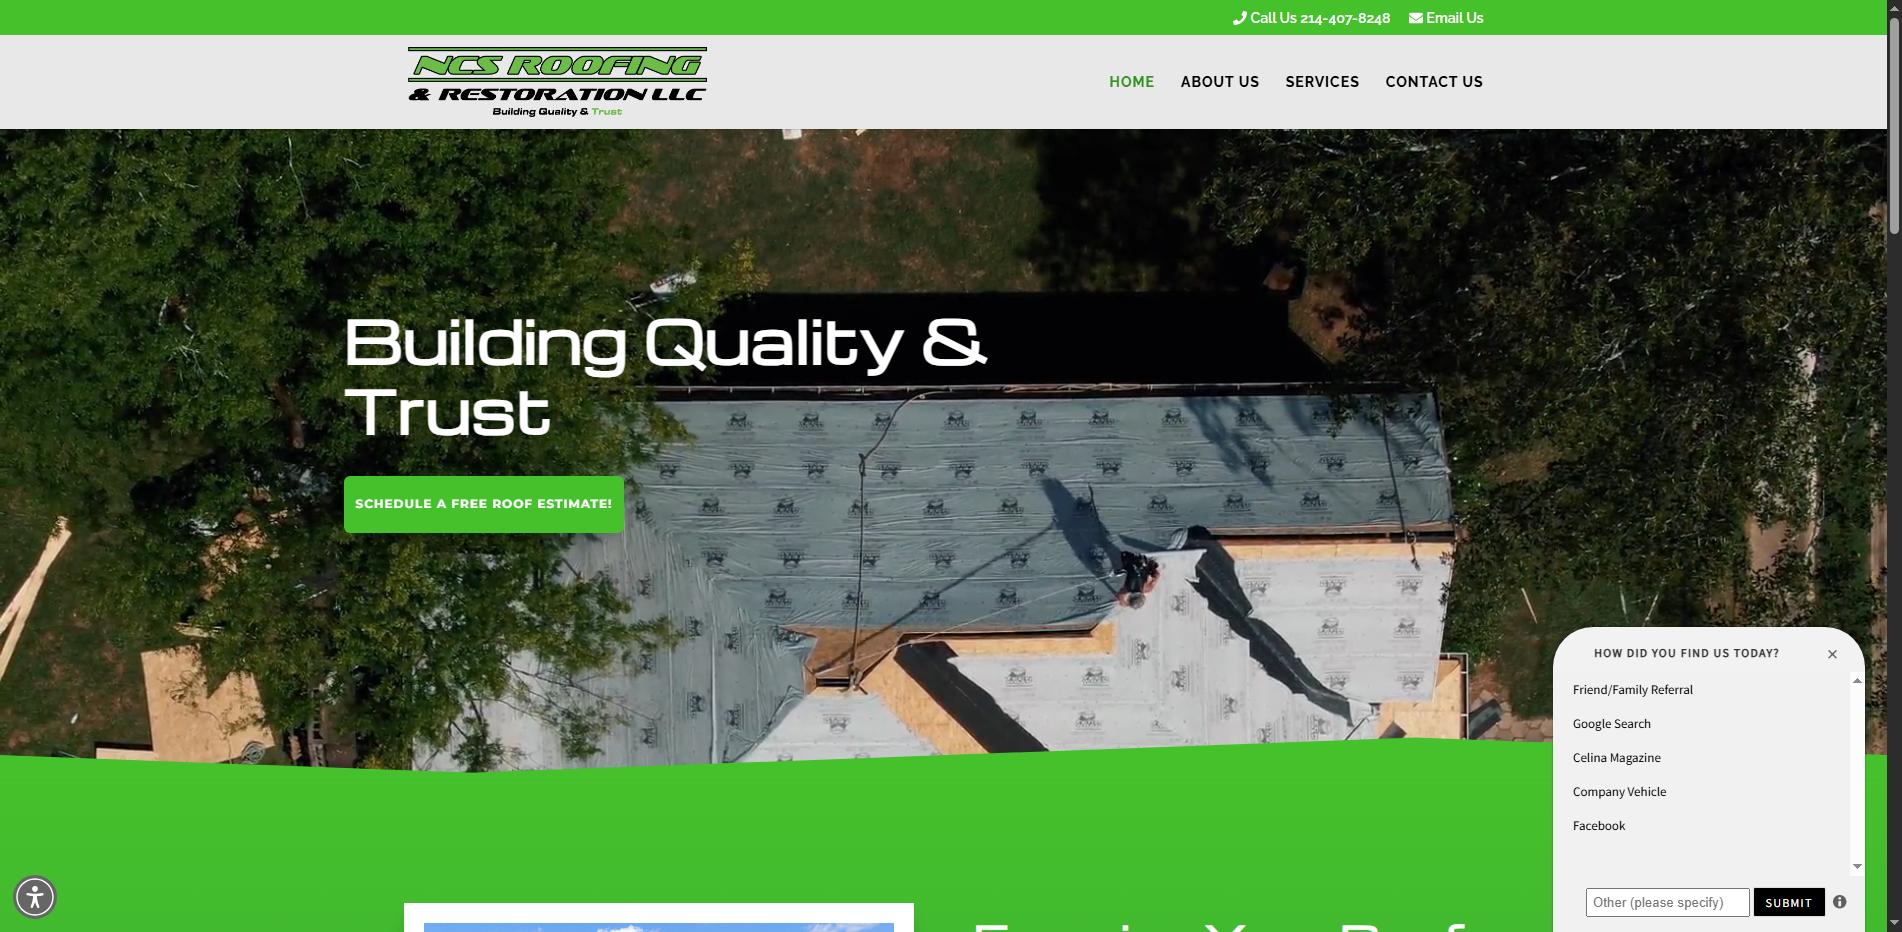 Call Us 214-407-8248 Email Us
NCS ROOFING
& RESTORATION LLC
Building Quality & Trust
HOME ABOUT US SERVICES CONTACT US
Building Quality &
Trust
SCHEDULE A FREE ROOF ESTIMATE!
HOW DID YOU FIND US TODAY? ×
Friend/Family Referral
Google Search
Celina Magazine
Company Vehicle
Facebook
Other (please specify) SUBMIT